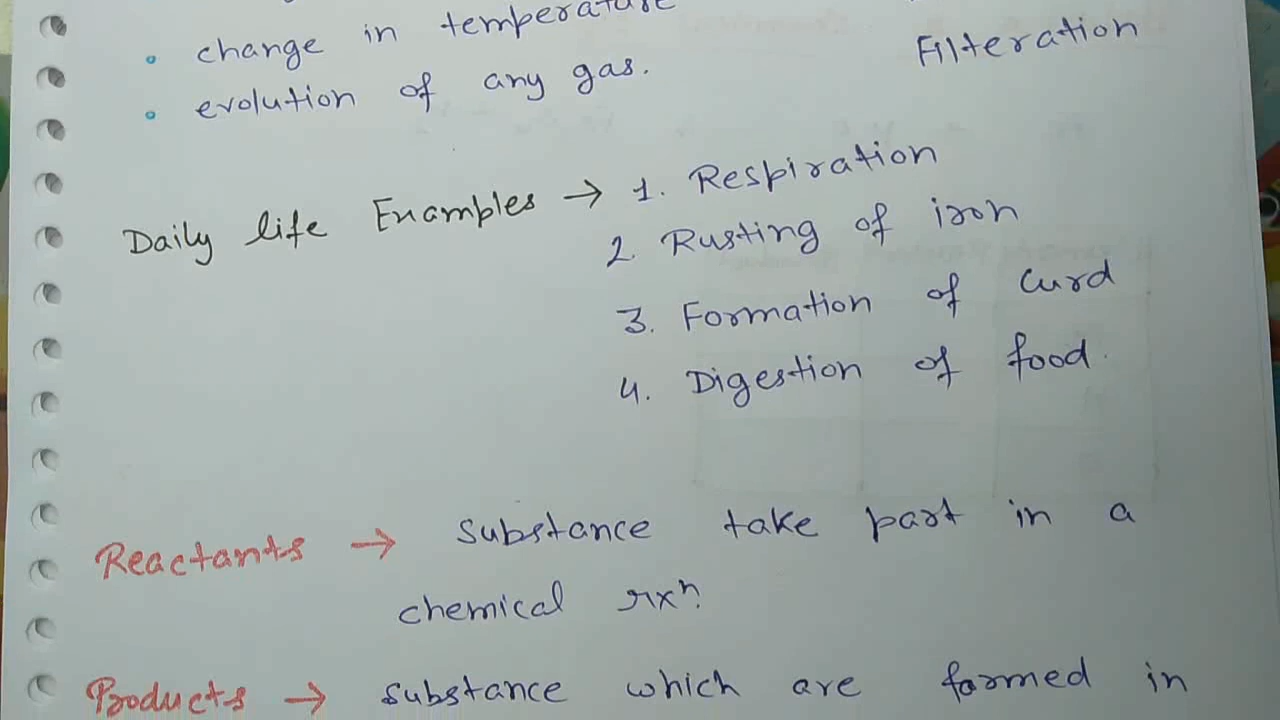 • change in temperature
Filteration
• evolution of any gas.
Daily life Examples → 1. Respiration
2. Rusting of iron
3. Formation of curd
4. Digestion of food.
Reactants → substance take part in a
chemical rxⁿ.
Products → substance which are formed in